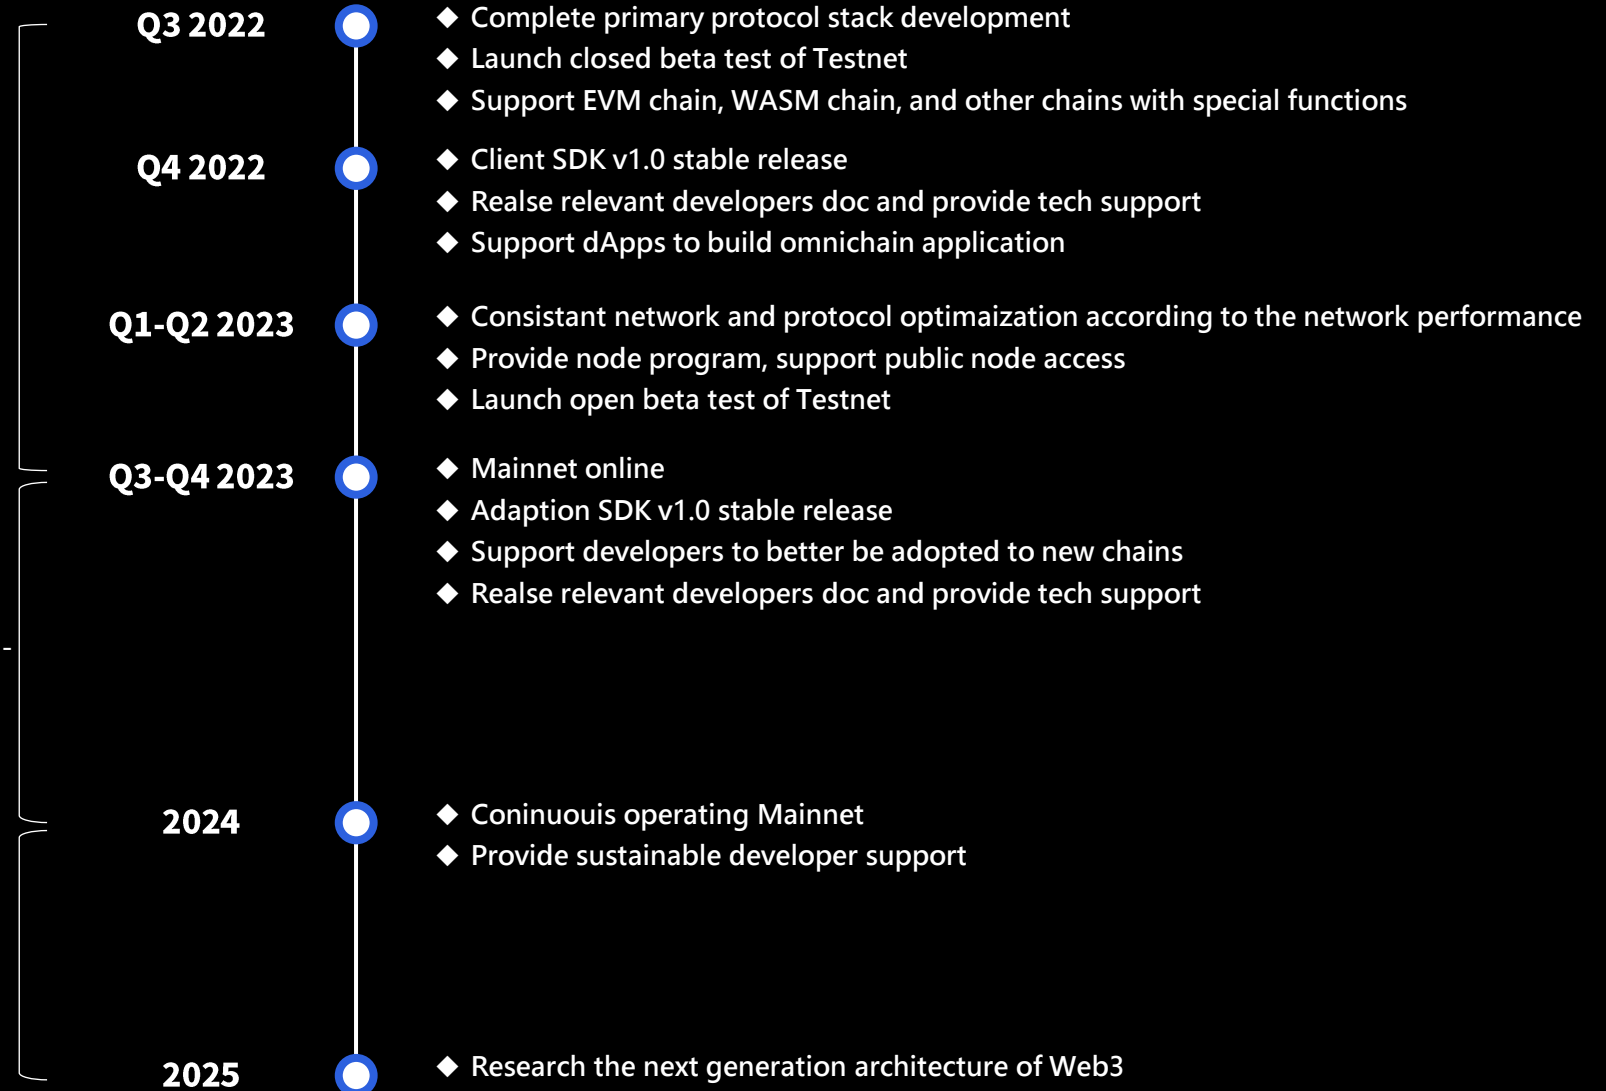 Q3 2022
◆ Complete primary protocol stack development
◆ Launch closed beta test of Testnet
◆ Support EVM chain, WASM chain, and other chains with special functions
Q4 2022
◆ Client SDK v1.0 stable release
◆ Realse relevant developers doc and provide tech support
◆ Support dApps to build omnichain application
Q1-Q2 2023
◆ Consistant network and protocol optimaization according to the network performance
◆ Provide node program, support public node access
◆ Launch open beta test of Testnet
Q3-Q4 2023
◆ Mainnet online
◆ Adaption SDK v1.0 stable release
◆ Support developers to better be adopted to new chains
◆ Realse relevant developers doc and provide tech support
-
2024
◆ Coninuouis operating Mainnet
◆ Provide sustainable developer support
2025
◆ Research the next generation architecture of Web3